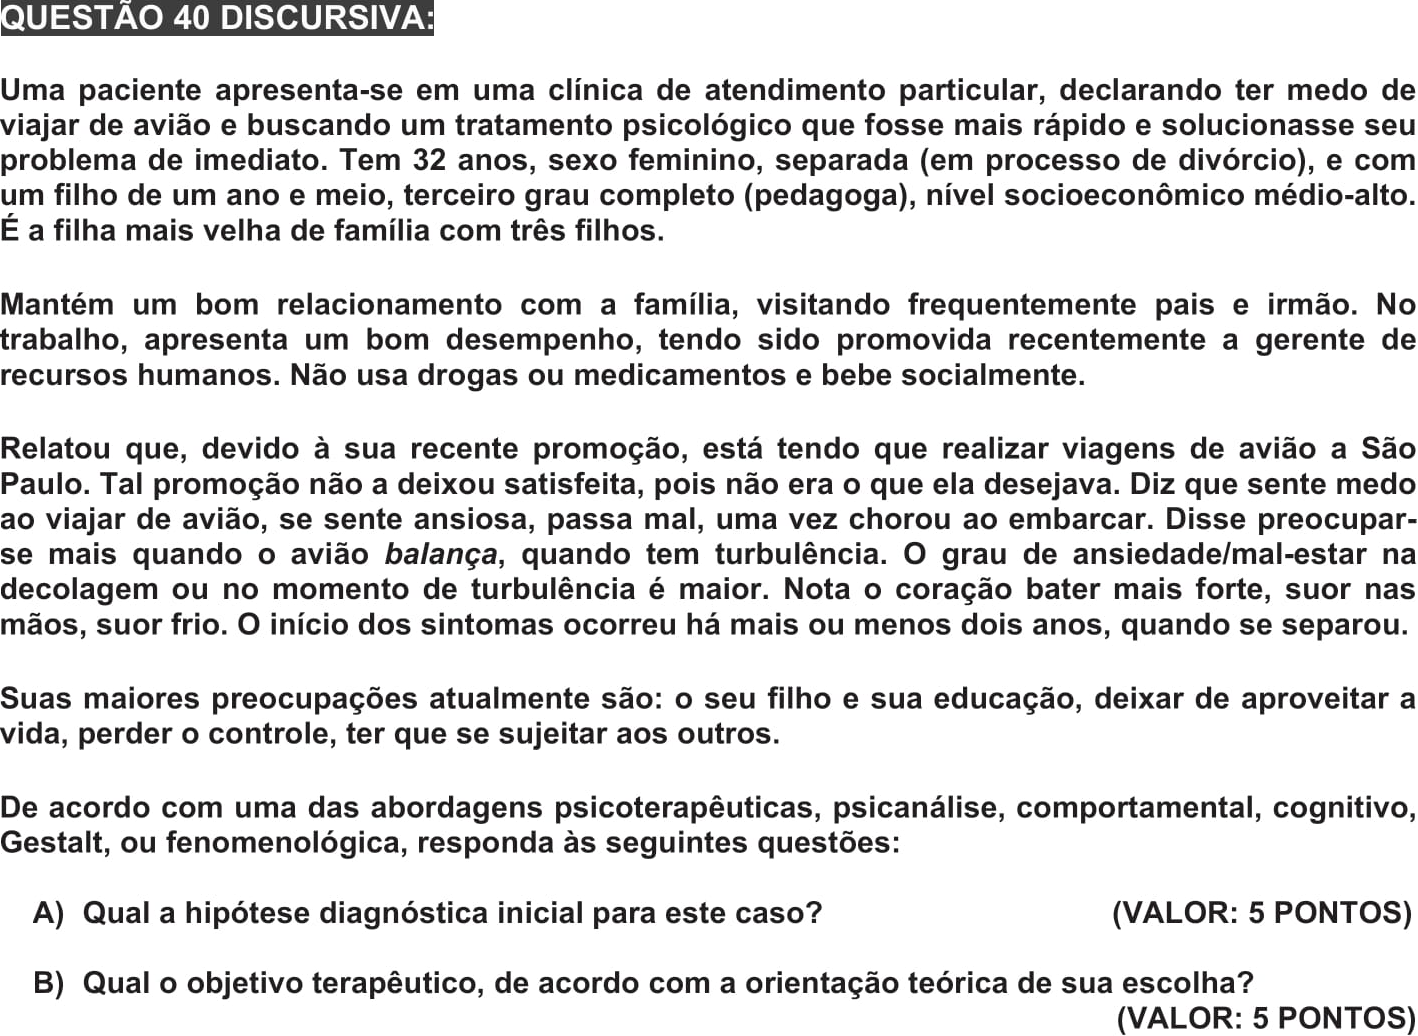 QUESTÃO 40 DISCURSIVA:
Uma paciente apresenta-se em uma clínica de atendimento particular, declarando ter medo de
viajar de avião e buscando um tratamento psicológico que fosse mais rápido e solucionasse seu
problema de imediato. Tem 32 anos, sexo feminino, separada (em processo de divórcio), e com
um filho de um ano e meio, terceiro grau completo (pedagoga), nível socioeconômico médio-alto.
É a filha mais velha de família com três filhos.
Mantém um bom relacionamento com a família, visitando frequentemente pais e irmão. No
trabalho, apresenta um bom desempenho, tendo sido promovida recentemente a gerente de
recursos humanos. Não usa drogas ou medicamentos e bebe socialmente.
Relatou que, devido à sua recente promoção, está tendo que realizar viagens de avião a São
Paulo. Tal promoção não a deixou satisfeita, pois não era o que ela desejava. Diz que sente medo
ao viajar de avião, se sente ansiosa, passa mal, uma vez chorou ao embarcar. Disse preocupar-
se mais quando o avião balança, quando tem turbulência. O grau de ansiedade/mal-estar na
decolagem ou no momento de turbulência é maior. Nota o coração bater mais forte, suor nas
mãos, suor frio. O início dos sintomas ocorreu há mais ou menos dois anos, quando se separou.
Suas maiores preocupações atualmente são: o seu filho e sua educação, deixar de aproveitar a
vida, perder o controle, ter que se sujeitar aos outros.
De acordo com uma das abordagens psicoterapêuticas, psicanálise, comportamental, cognitivo,
Gestalt, ou fenomenológica, responda às seguintes questões:
A) Qual a hipótese diagnóstica inicial para este caso? (VALOR: 5 PONTOS)
B) Qual o objetivo terapêutico, de acordo com a orientação teórica de sua escolha?
(VALOR: 5 PONTOS)